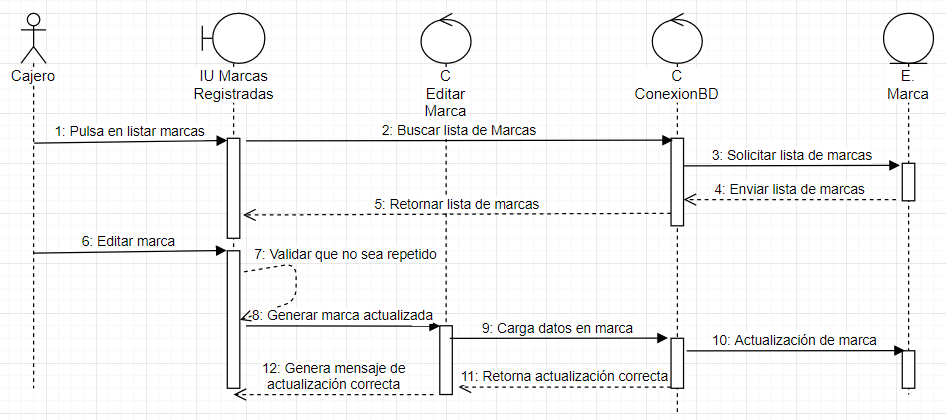 Cajero
IU Marcas
Registradas
C
Editar
Marca
C
ConexionBD
E.
Marca
1: Pulsa en listar marcas
2: Buscar lista de Marcas
3: Solicitar lista de marcas
4: Enviar lista de marcas
5: Retornar lista de marcas
6: Editar marca
7: Validar que no sea repetido
8: Generar marca actualizada
9: Carga datos en marca
10: Actualización de marca
11: Retorna actualización correcta
12: Genera mensaje de
actualización correcta